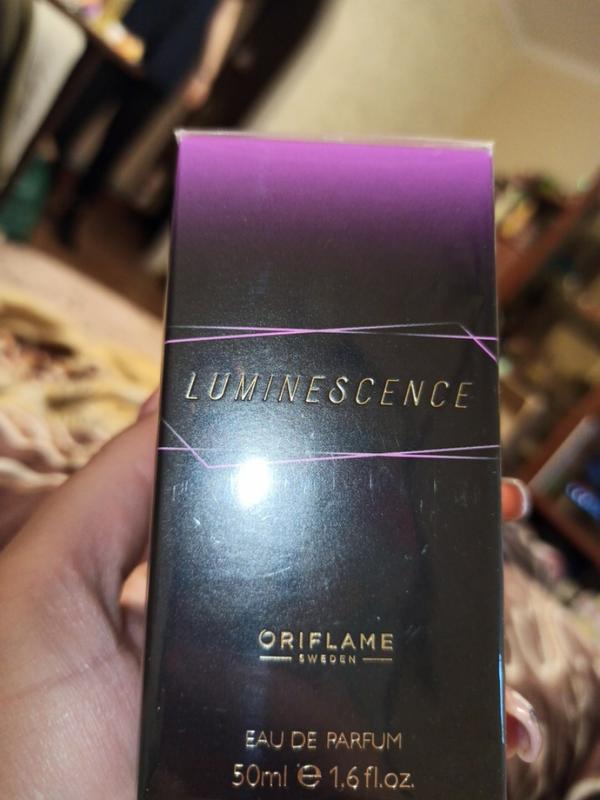 LUMINESCENCE
ORIFLAME
SWEDEN
EAU DE PARFUM
50ml ℮ 1.6 fl.oz.